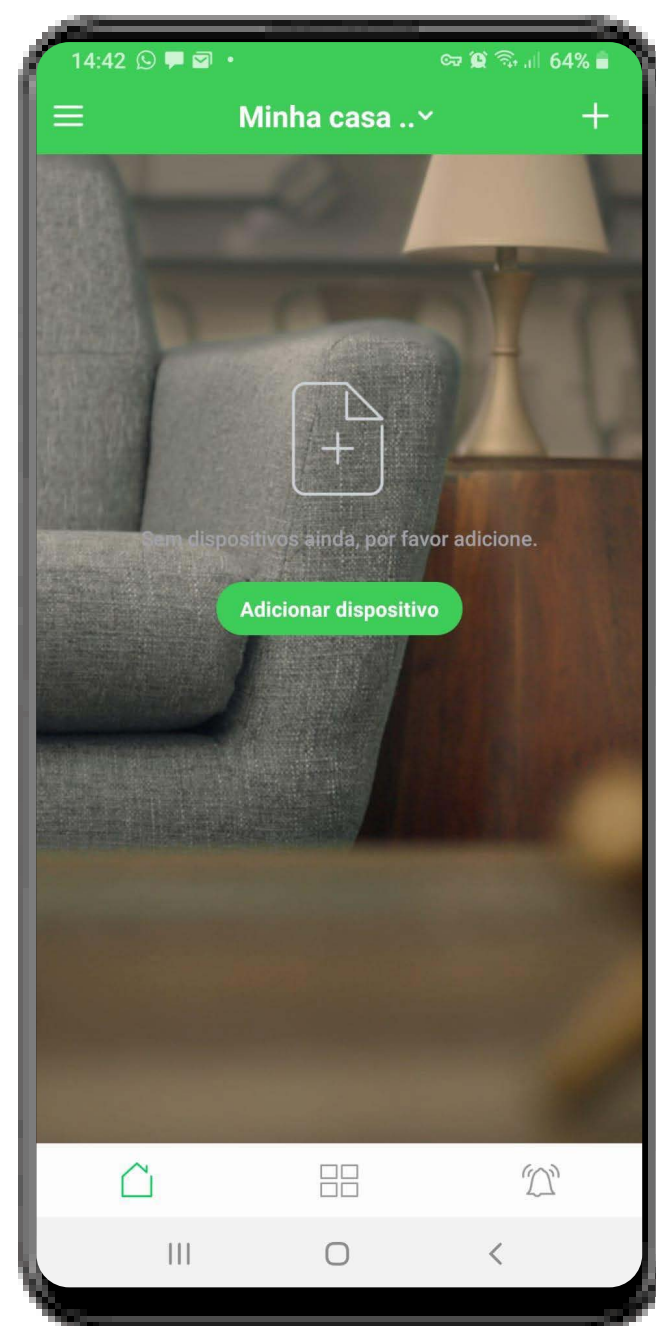 14:42 64%
Minha casa ..
Sem dispositivos ainda, por favor adicione.
Adicionar dispositivo